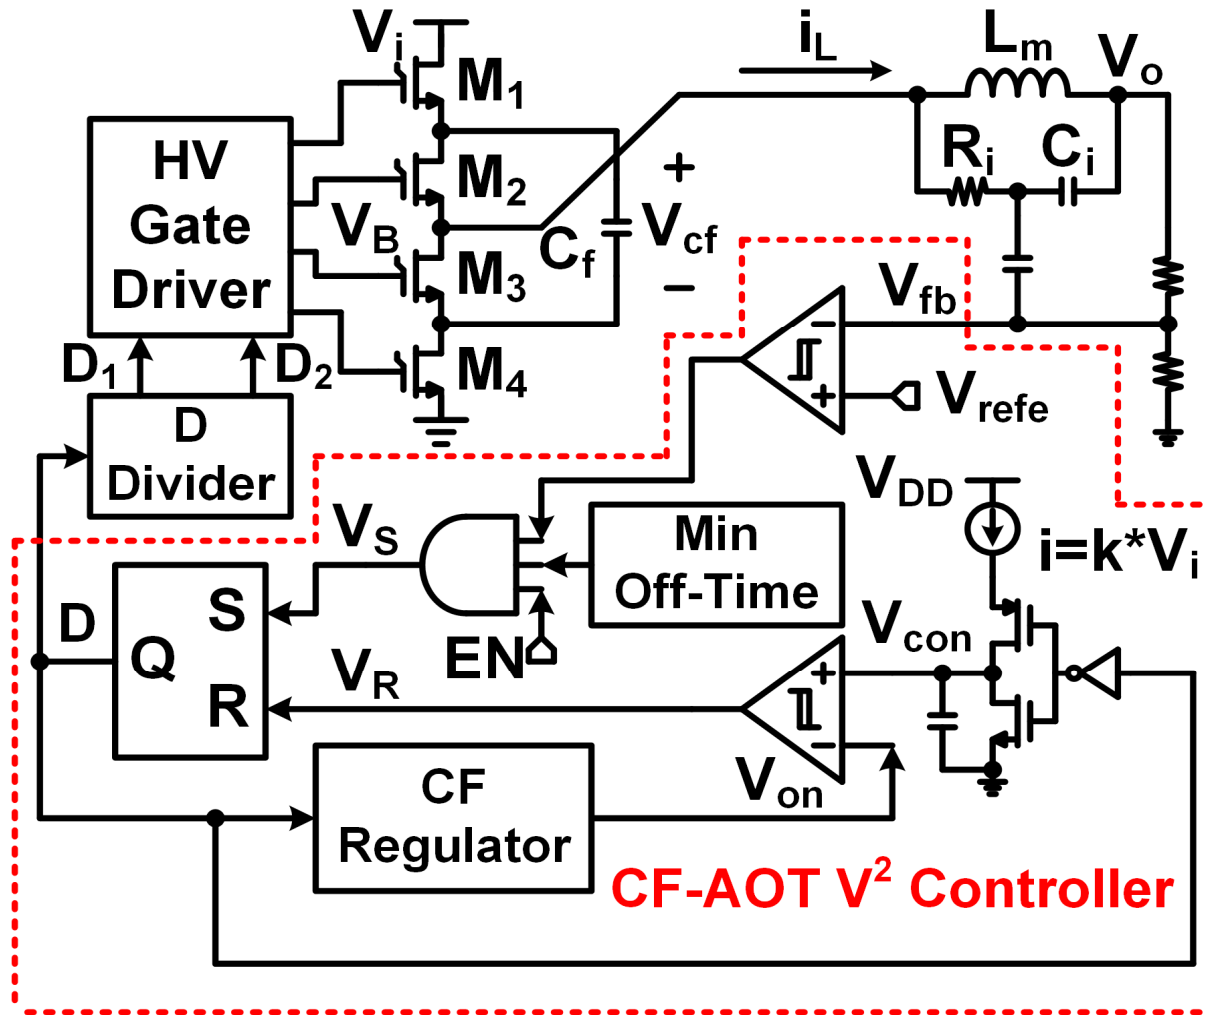 Vi
iL
Lm
Vo
M1
HV
Gate
Driver
Ri
Ci
M2
VB
Cf
+
Vcf
−
M3
Vfb
D1
D2
M4
−
+
Vrefe
D
Divider
VDD
VS
Min
Off-Time
i=k*Vi
D
S
Q
R
EN
VR
Vcon
+
−
Von
CF
Regulator
CF-AOT V² Controller